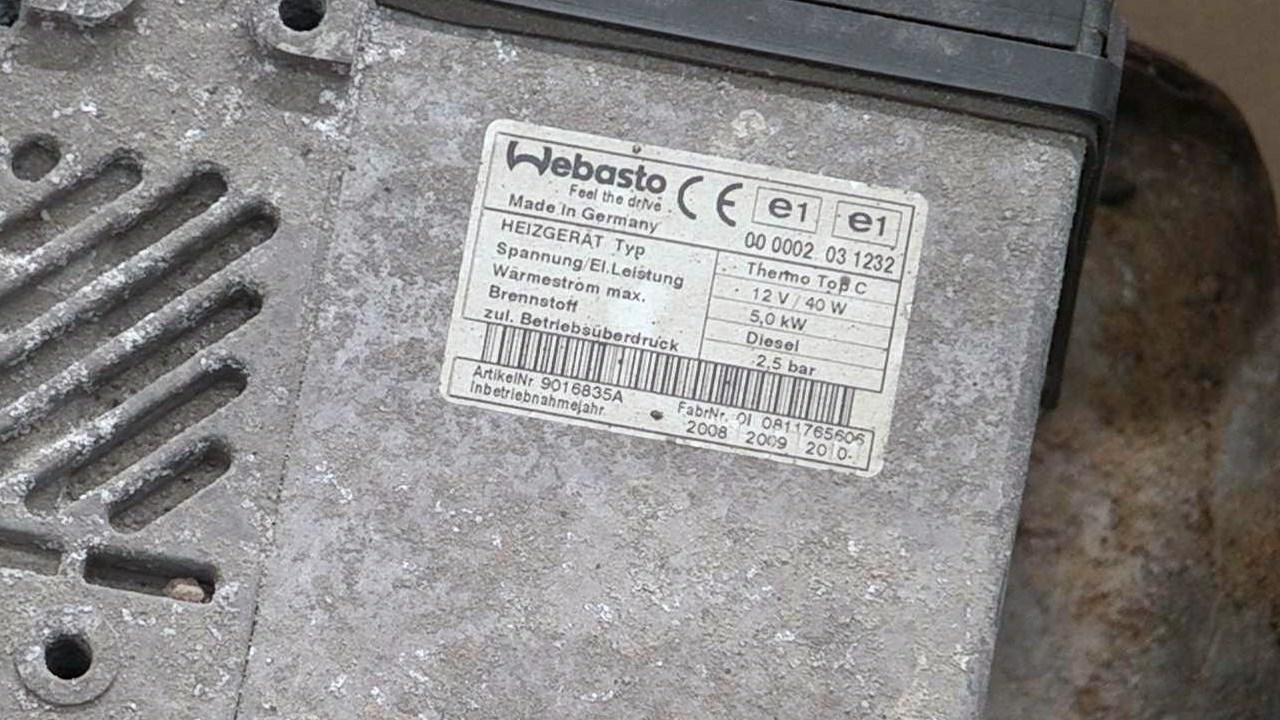 Webasto
Feel the drive
Made in Germany
CE e1 e1
00 0002 03 1232
HEIZGERÄT Typ Thermo Top C
Spannung/El.Leistung 12 V / 40 W
Wärmestrom max. 5,0 kW
Brennstoff Diesel
zul. Betriebsüberdruck 2,5 bar
ArtikelNr 9016835A FabrNr. 01 0811765606
Inbetriebnahmejahr 2008 2009 2010